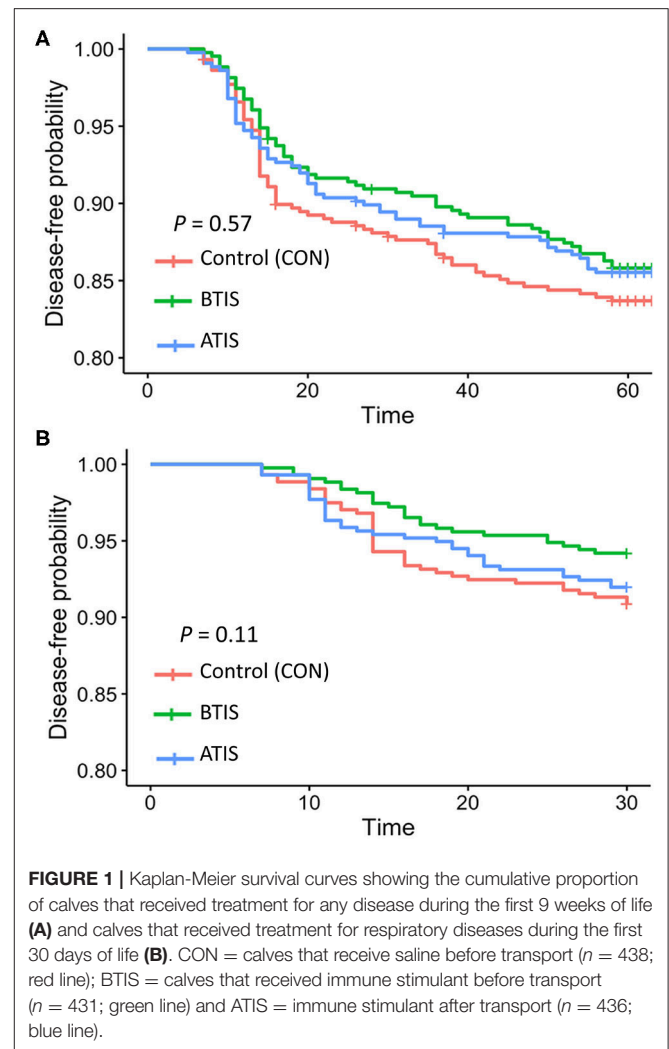 A
Disease-free probability
1.00
0.95
0.90
0.85
0.80
P = 0.57
Control (CON)
BTIS
ATIS
0
20
40
60
Time
B
Disease-free probability
1.00
0.95
0.90
0.85
0.80
P = 0.11
Control (CON)
BTIS
ATIS
0
10
20
30
Time
FIGURE 1 | Kaplan-Meier survival curves showing the cumulative proportion
of calves that received treatment for any disease during the first 9 weeks of life
(A) and calves that received treatment for respiratory diseases during the first
30 days of life (B). CON = calves that receive saline before transport (n = 438;
red line); BTIS = calves that received immune stimulant before transport
(n = 431; green line) and ATIS = immune stimulant after transport (n = 436;
blue line).